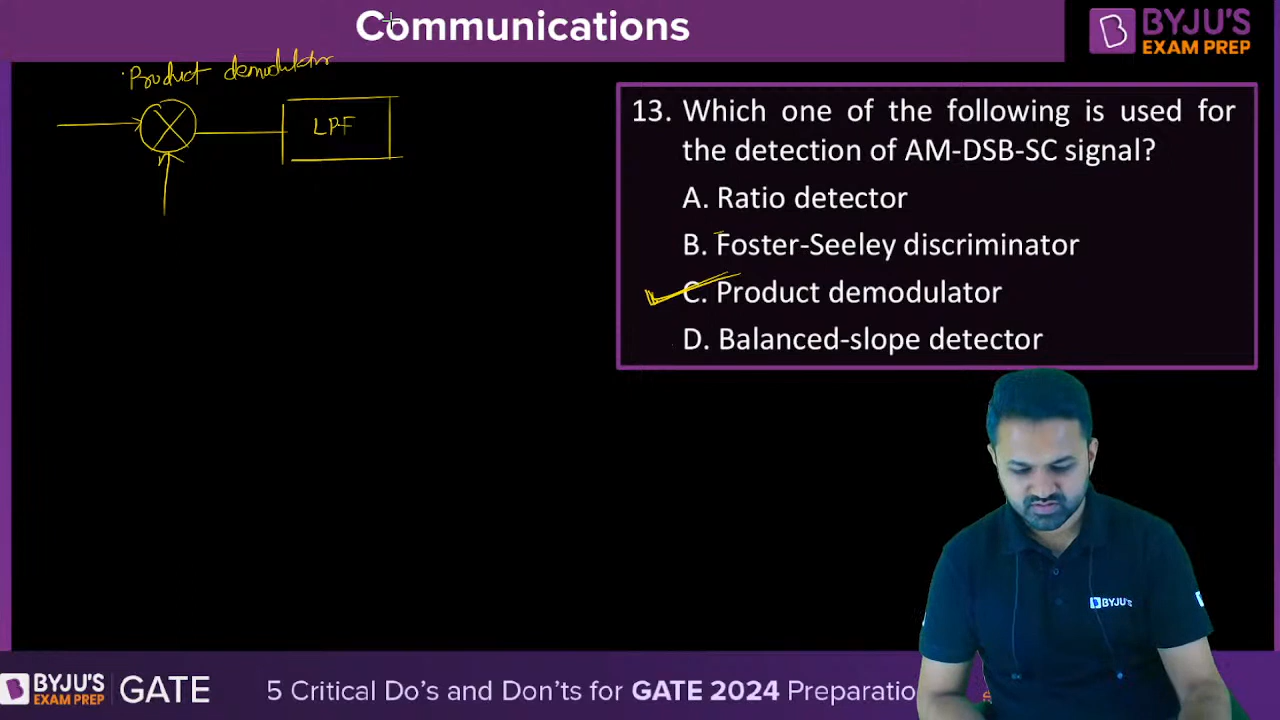 Communications
BYJU'S
EXAM PREP
Product demodulator
LPF
13. Which one of the following is used for
the detection of AM-DSB-SC signal?
A. Ratio detector
B. Foster-Seeley discriminator
C. Product demodulator
D. Balanced-slope detector
BYJU'S
BYJU'S
EXAM PREP
GATE
5 Critical Do's and Don'ts for GATE 2024 Preparatio